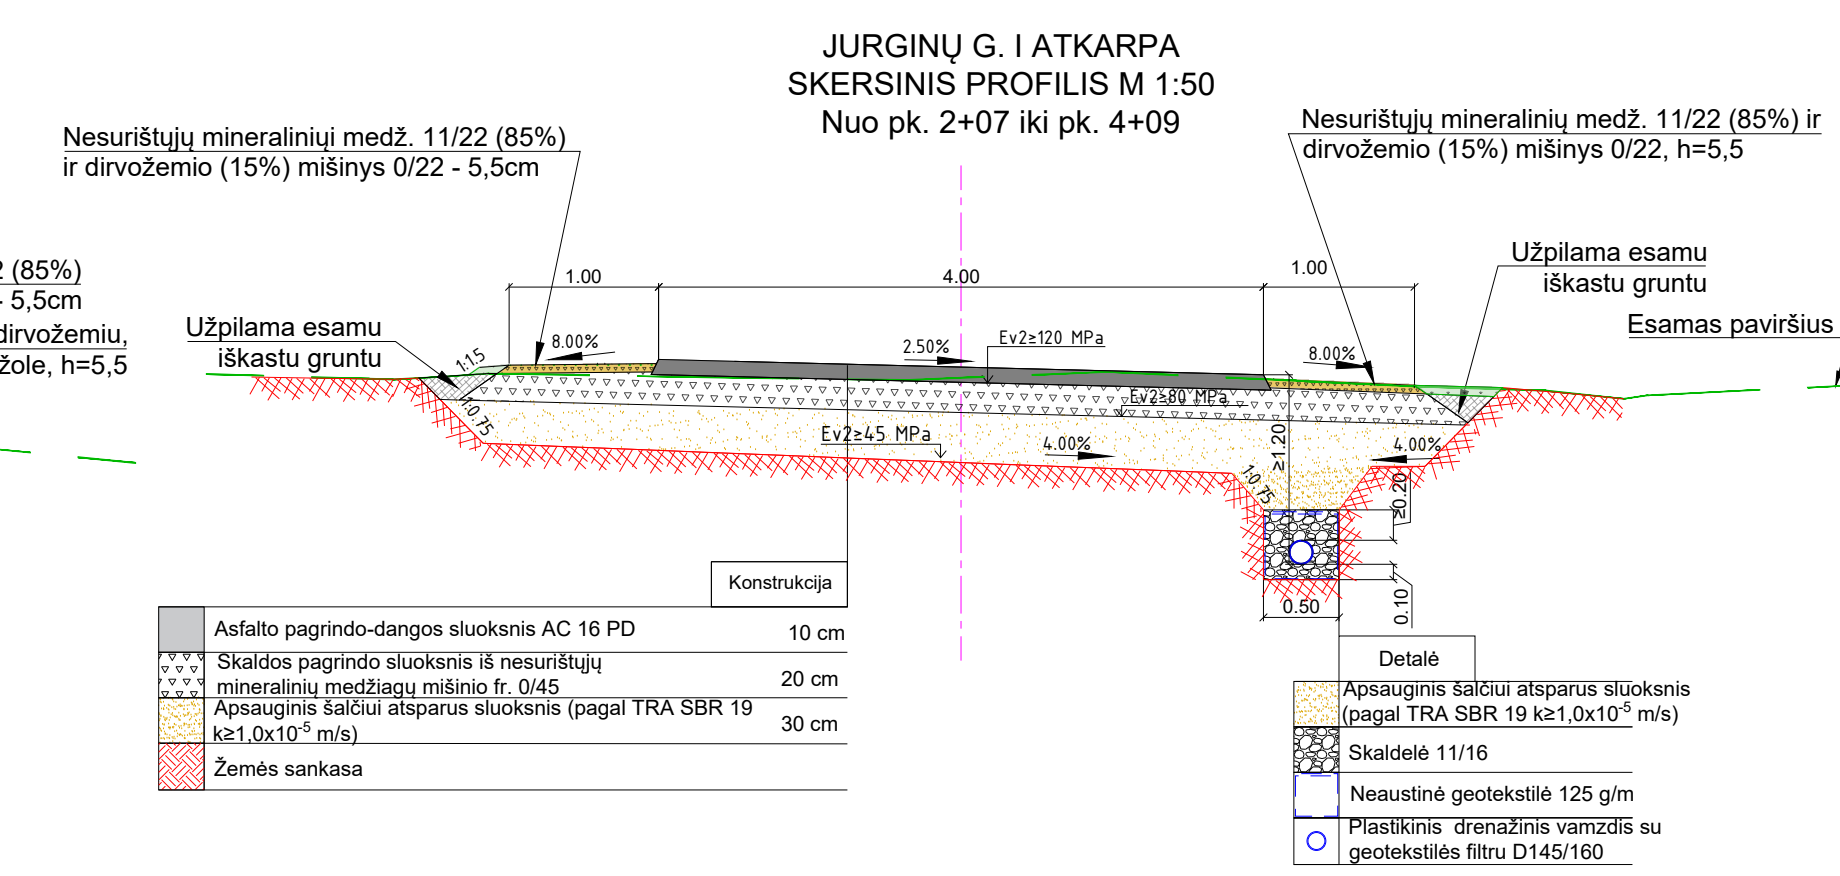 JURGINŲ G. I ATKARPA
SKERSINIS PROFILIS M 1:50
Nuo pk. 2+07 iki pk. 4+09
Nesurištųjų mineraliniųi medž. 11/22 (85%)
ir dirvožemio (15%) mišinys 0/22 - 5,5cm
Nesurištųjų mineralinių medž. 11/22 (85%) ir
dirvožemio (15%) mišinys 0/22, h=5,5
2 (85%)
- 5,5cm
dirvožemiu,
žole, h=5,5
Užpilama esamu
iškastu gruntu
Užpilama esamu
iškastu gruntu
Esamas paviršius
1.00
4.00
1.00
1:1.5
8.00%
2.50%
Ev2≥120 MPa
8.00%
1:0.75
Ev2≥80 MPa
Ev2≥45 MPa
4.00%
≥1.20
4.00%
1:0.75
≥0.20
0.50
0.10
Konstrukcija
Asfalto pagrindo-dangos sluoksnis AC 16 PD 10 cm
Skaldos pagrindo sluoksnis iš nesurištųjų
mineralinių medžiagų mišinio fr. 0/45 20 cm
Apsauginis šalčiui atsparus sluoksnis (pagal TRA SBR 19
k≥1,0x10⁻⁵ m/s) 30 cm
Žemės sankasa
Detalė
Apsauginis šalčiui atsparus sluoksnis
(pagal TRA SBR 19 k≥1,0x10⁻⁵ m/s)
Skaldelė 11/16
Neaustinė geotekstilė 125 g/m
Plastikinis drenažinis vamzdis su
geotekstilės filtru D145/160